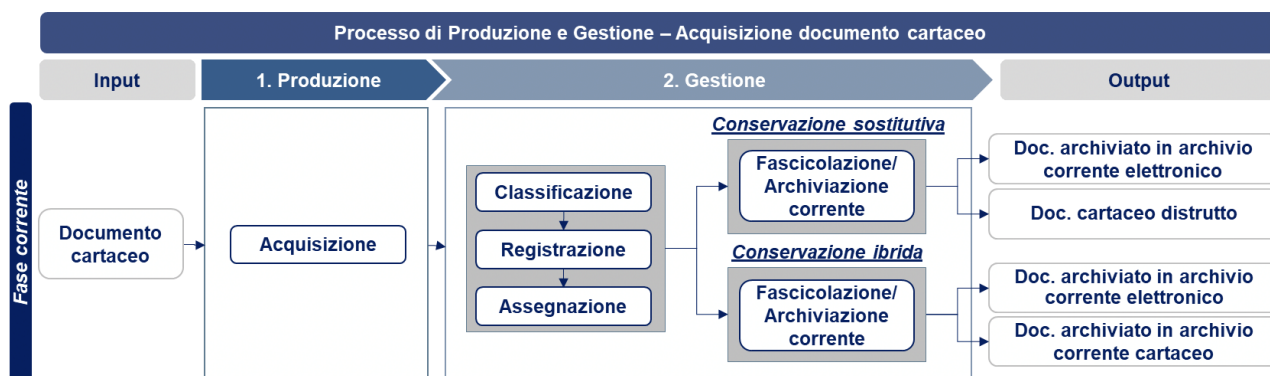 Processo di Produzione e Gestione – Acquisizione documento cartaceo
Input
1. Produzione
2. Gestione
Output
Fase corrente
Documento
cartaceo
Acquisizione
Classificazione
Registrazione
Assegnazione
Conservazione sostitutiva
Fascicolazione/
Archiviazione
corrente
Conservazione ibrida
Fascicolazione/
Archiviazione
corrente
Doc. archiviato in archivio
corrente elettronico
Doc. cartaceo distrutto
Doc. archiviato in archivio
corrente elettronico
Doc. archiviato in archivio
corrente cartaceo